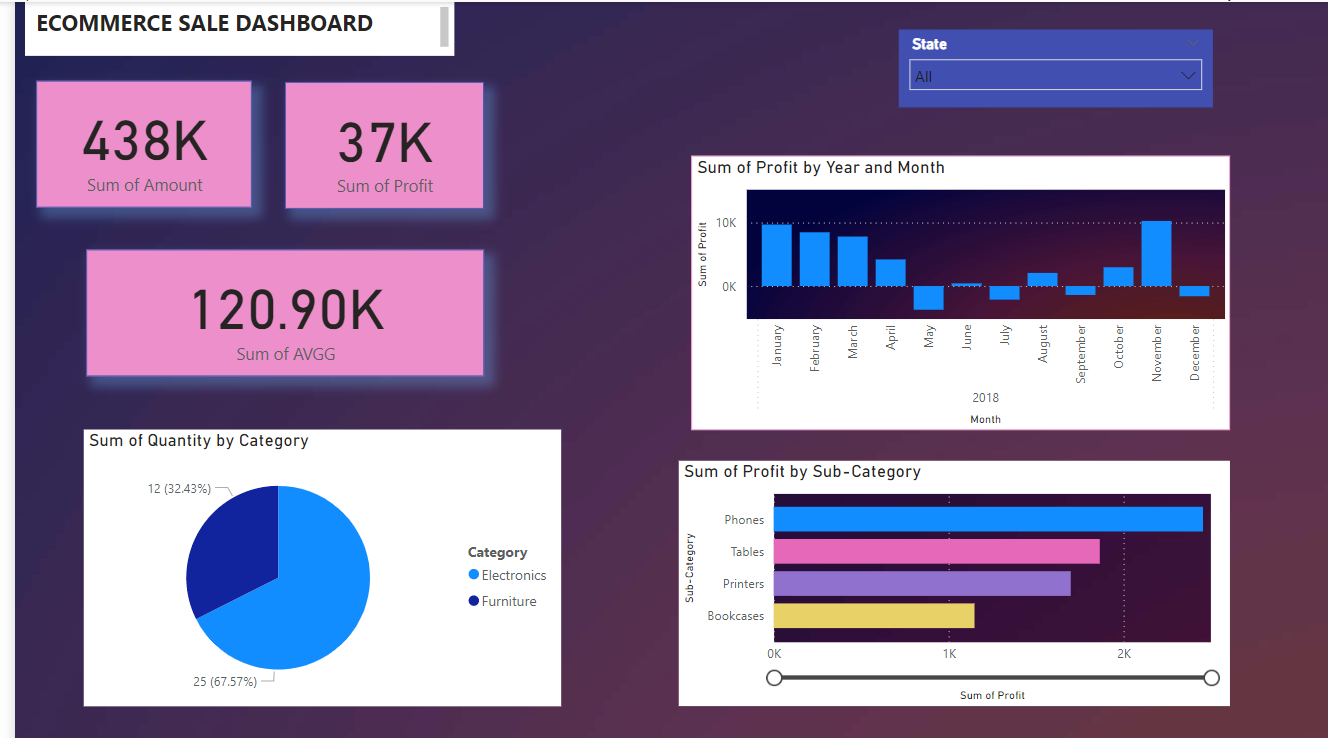 ECOMMERCE SALE DASHBOARD
State
All
438K
Sum of Amount
37K
Sum of Profit
120.90K
Sum of AVGG
Sum of Profit by Year and Month
Sum of Profit
10K
0K
January
February
March
April
May
June
July
August
September
October
November
December
2018
Month
Sum of Quantity by Category
12 (32.43%)
25 (67.57%)
Category
Electronics
Furniture
Sum of Profit by Sub-Category
Sub-Category
Phones
Tables
Printers
Bookcases
0K
1K
2K
Sum of Profit